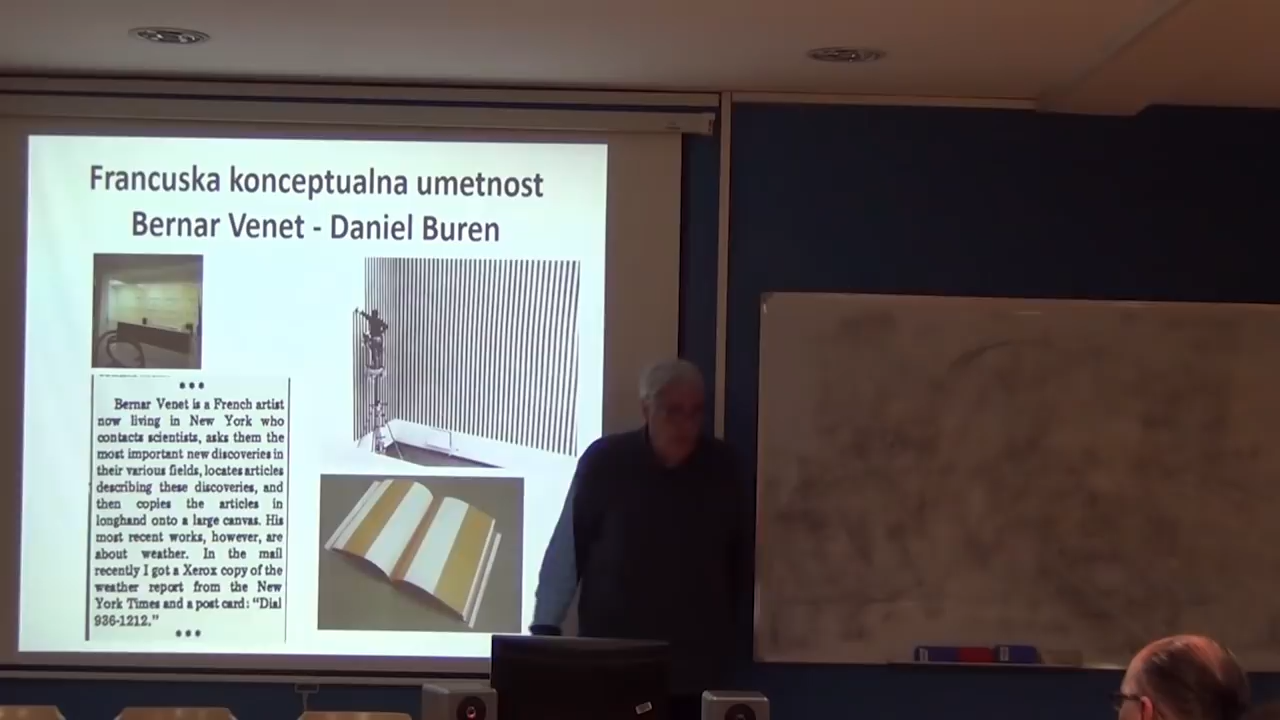 Francuska konceptualna umetnost
Bernar Venet - Daniel Buren
Bernar Venet is a French artist
now living in New York who
contacts scientists, asks them the
most important new discoveries in
their various fields, locates articles
describing these discoveries, and
then copies the articles in
longhand onto a large canvas. His
most recent works, however, are
about weather. In the mail
recently I got a Xerox copy of the
weather report from the New
York Times and a post card: "Dial
936-1212."